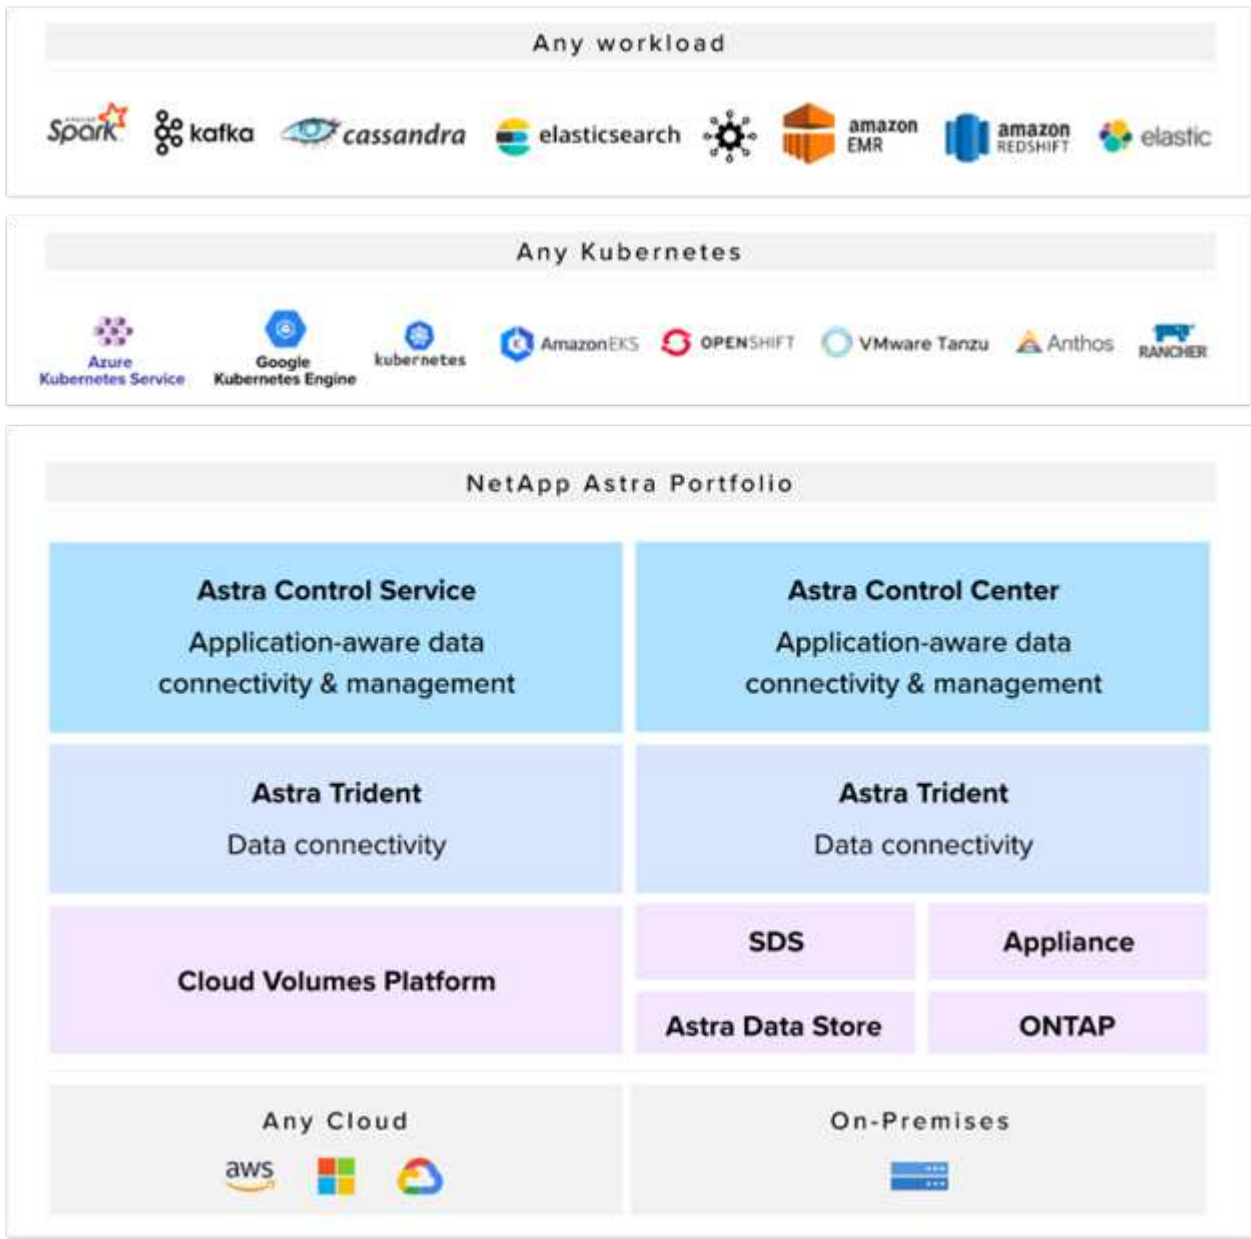 Any workload
Spark
kafka
cassandra
elasticsearch
amazon
EMR
amazon
REDSHIFT
elastic
Any Kubernetes
Azure
Kubernetes Service
Google
Kubernetes Engine
kubernetes
AmazonEKS
OPENSHIFT
VMware Tanzu
Anthos
RANCHER
NetApp Astra Portfolio
Astra Control Service
Application-aware data
connectivity & management
Astra Control Center
Application-aware data
connectivity & management
Astra Trident
Data connectivity
Astra Trident
Data connectivity
Cloud Volumes Platform
SDS
Appliance
Astra Data Store
ONTAP
Any Cloud
aws
On-Premises